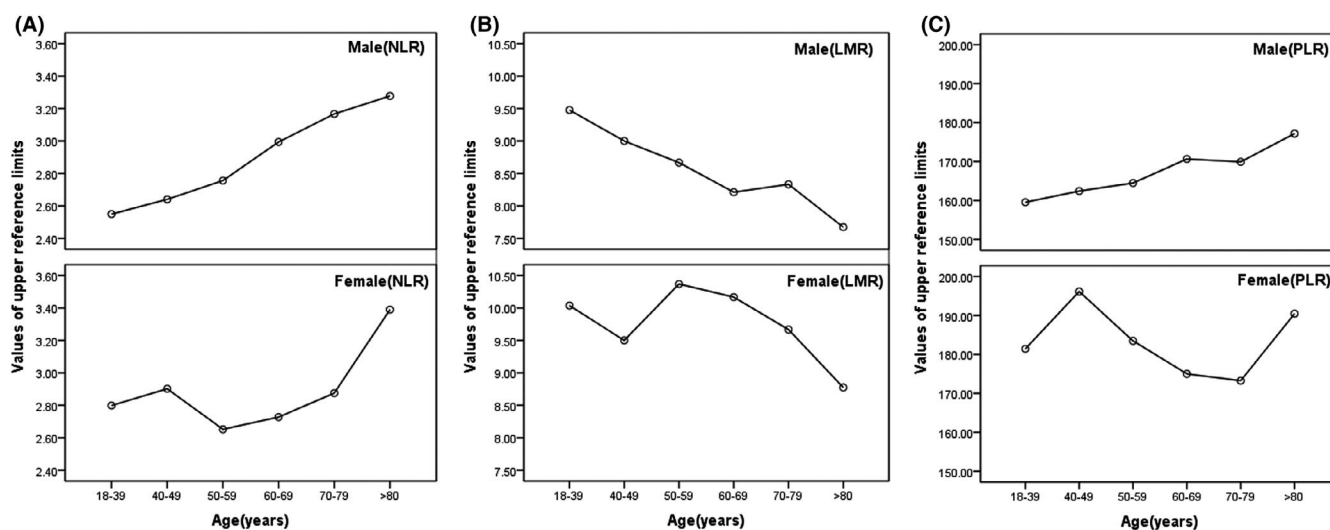 (A)
Male(NLR)
3.60
3.40
3.20
3.00
2.80
2.60
2.40
Female(NLR)
3.60
3.40
3.20
3.00
2.80
2.60
2.40
Values of upper reference limits
18-39 40-49 50-59 60-69 70-79 >80
Age(years)
(B)
Male(LMR)
10.50
10.00
9.50
9.00
8.50
8.00
7.50
Female(LMR)
10.50
10.00
9.50
9.00
8.50
8.00
7.50
Values of upper reference limits
18-39 40-49 50-59 60-69 70-79 >80
Age(years)
(C)
Male(PLR)
200.00
190.00
180.00
170.00
160.00
150.00
Female(PLR)
200.00
190.00
180.00
170.00
160.00
150.00
Values of upper reference limits
18-39 40-49 50-59 60-69 70-79 >80
Age(years)